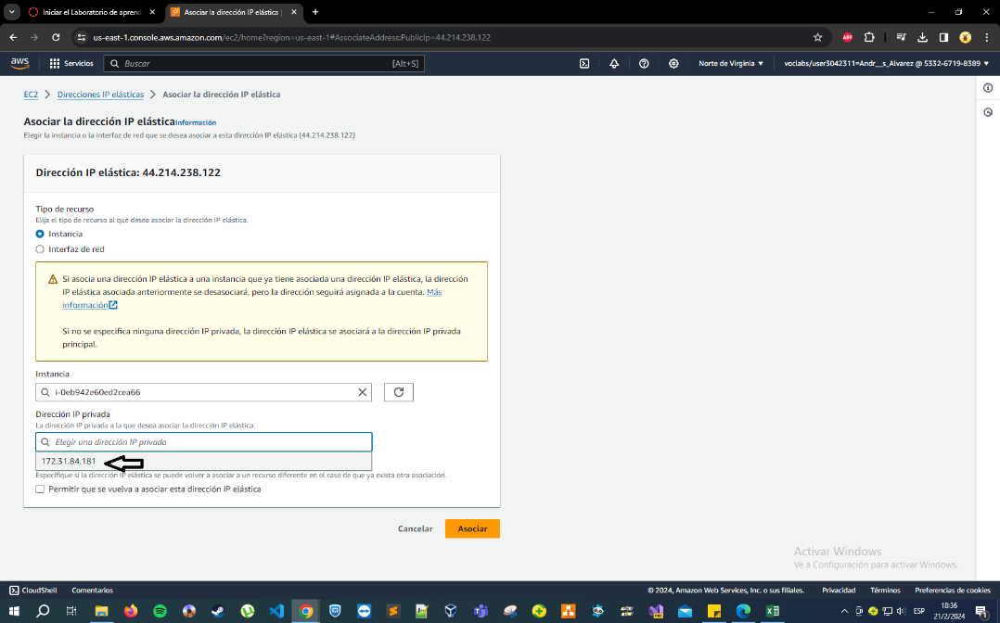 Iniciar el Laboratorio de aprend
Asociar la dirección IP elástica |
us-east-1.console.aws.amazon.com/ec2/home?region=us-east-1#AssociateAddress:PublicIp=44.214.238.122
ABP
aws
Servicios
Buscar
[Alt+S]
Norte de Virginia
voclabs/user3042311=Andr__s_Alvarez @ 5332-6719-8389
EC2 > Direcciones IP elásticas > Asociar la dirección IP elástica
Asociar la dirección IP elástica Información
Elegir la instancia o la interfaz de red que se desea asociar a esta dirección IP elástica (44.214.238.122)
Dirección IP elástica: 44.214.238.122
Tipo de recurso
Elija el tipo de recurso al que desea asociar la dirección IP elástica.
Instancia
Interfaz de red
Si asocia una dirección IP elástica a una instancia que ya tiene asociada una dirección IP elástica, la dirección
IP elástica asociada anteriormente se desasociará, pero la dirección seguirá asignada a la cuenta. Más
información
Si no se especifica ninguna dirección IP privada, la dirección IP elástica se asociará a la dirección IP privada
principal.
Instancia
i-0eb942e60ed2cea66
Dirección IP privada
La dirección IP privada a la que desea asociar la dirección IP elástica.
Elegir una dirección IP privada
172.31.84.181
Especifique si la dirección IP elástica se puede volver a asociar a un recurso diferente en el caso de que ya exista otra asociación.
Permitir que se vuelva a asociar esta dirección IP elástica
Cancelar
Asociar
Activar Windows
Ve a Configuración para activar Windows.
CloudShell
Comentarios
© 2024, Amazon Web Services, Inc. o sus filiales.
Privacidad
Términos
Preferencias de cookies
ESP
18:36
21/2/2024